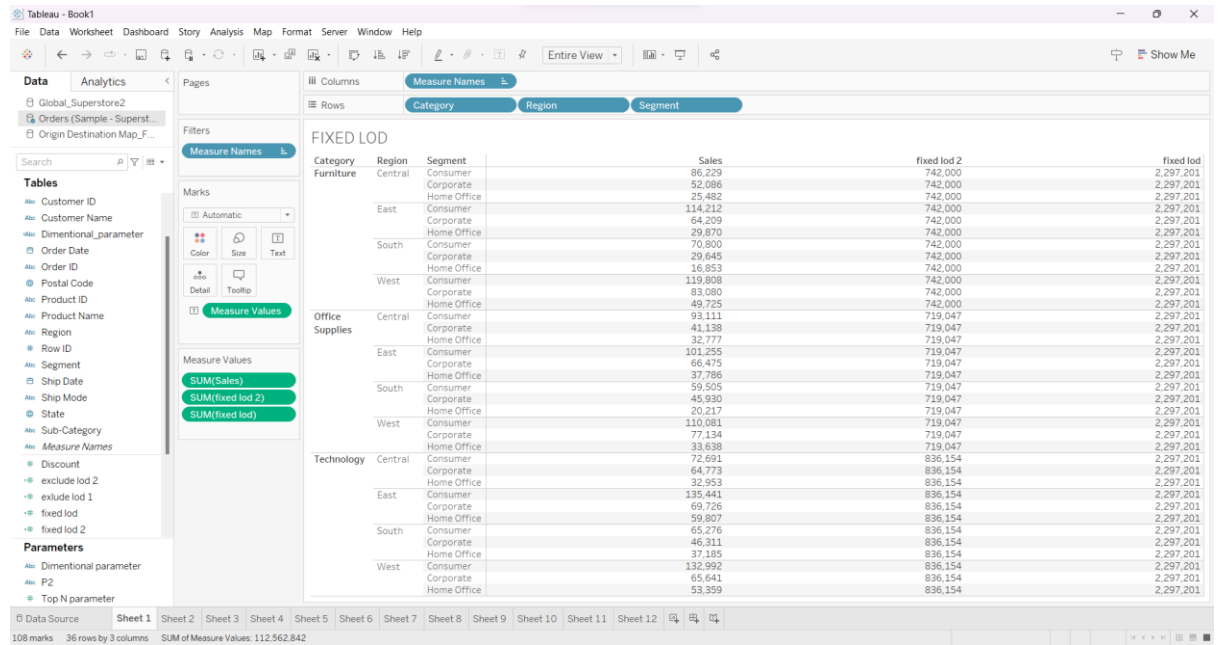 Tableau - Book1
File Data Worksheet Dashboard Story Analysis Map Format Server Window Help
Entire View
Show Me
Data Analytics
Global_Superstore2
Orders (Sample - Superst...
Origin Destination Map_F...
Search
Tables
Abc Customer ID
Abc Customer Name
Abc Dimentional_parameter
Order Date
Abc Order ID
Postal Code
Abc Product ID
Abc Product Name
Abc Region
# Row ID
Abc Segment
Ship Date
Abc Ship Mode
State
Abc Sub-Category
Abc Measure Names
# Discount
# exclude lod 2
# exlude lod 1
# fixed lod
# fixed lod 2
Parameters
Abc Dimentional parameter
Abc P2
# Top N parameter
Pages
Filters
Measure Names
Marks
Automatic
Color Size Text
Detail Tooltip
Measure Values
Measure Values
SUM(Sales)
SUM(fixed lod 2)
SUM(fixed lod)
Columns Measure Names
Rows Category Region Segment
FIXED LOD
Category Region Segment Sales fixed lod 2 fixed lod
Furniture Central Consumer 86,229 742,000 2,297,201
Corporate 52,086 742,000 2,297,201
Home Office 25,482 742,000 2,297,201
East Consumer 114,212 742,000 2,297,201
Corporate 64,209 742,000 2,297,201
Home Office 29,870 742,000 2,297,201
South Consumer 70,800 742,000 2,297,201
Corporate 29,645 742,000 2,297,201
Home Office 16,853 742,000 2,297,201
West Consumer 119,808 742,000 2,297,201
Corporate 83,080 742,000 2,297,201
Home Office 49,725 742,000 2,297,201
Office Central Consumer 93,111 719,047 2,297,201
Supplies Corporate 41,138 719,047 2,297,201
Home Office 32,777 719,047 2,297,201
East Consumer 101,255 719,047 2,297,201
Corporate 66,475 719,047 2,297,201
Home Office 37,786 719,047 2,297,201
South Consumer 59,505 719,047 2,297,201
Corporate 45,930 719,047 2,297,201
Home Office 20,217 719,047 2,297,201
West Consumer 110,081 719,047 2,297,201
Corporate 77,134 719,047 2,297,201
Home Office 33,638 719,047 2,297,201
Technology Central Consumer 72,691 836,154 2,297,201
Corporate 64,773 836,154 2,297,201
Home Office 32,953 836,154 2,297,201
East Consumer 135,441 836,154 2,297,201
Corporate 69,726 836,154 2,297,201
Home Office 59,807 836,154 2,297,201
South Consumer 65,276 836,154 2,297,201
Corporate 46,311 836,154 2,297,201
Home Office 37,185 836,154 2,297,201
West Consumer 132,992 836,154 2,297,201
Corporate 65,641 836,154 2,297,201
Home Office 53,359 836,154 2,297,201
Data Source Sheet 1 Sheet 2 Sheet 3 Sheet 4 Sheet 5 Sheet 6 Sheet 7 Sheet 8 Sheet 9 Sheet 10 Sheet 11 Sheet 12
108 marks 36 rows by 3 columns SUM of Measure Values: 112.562.842